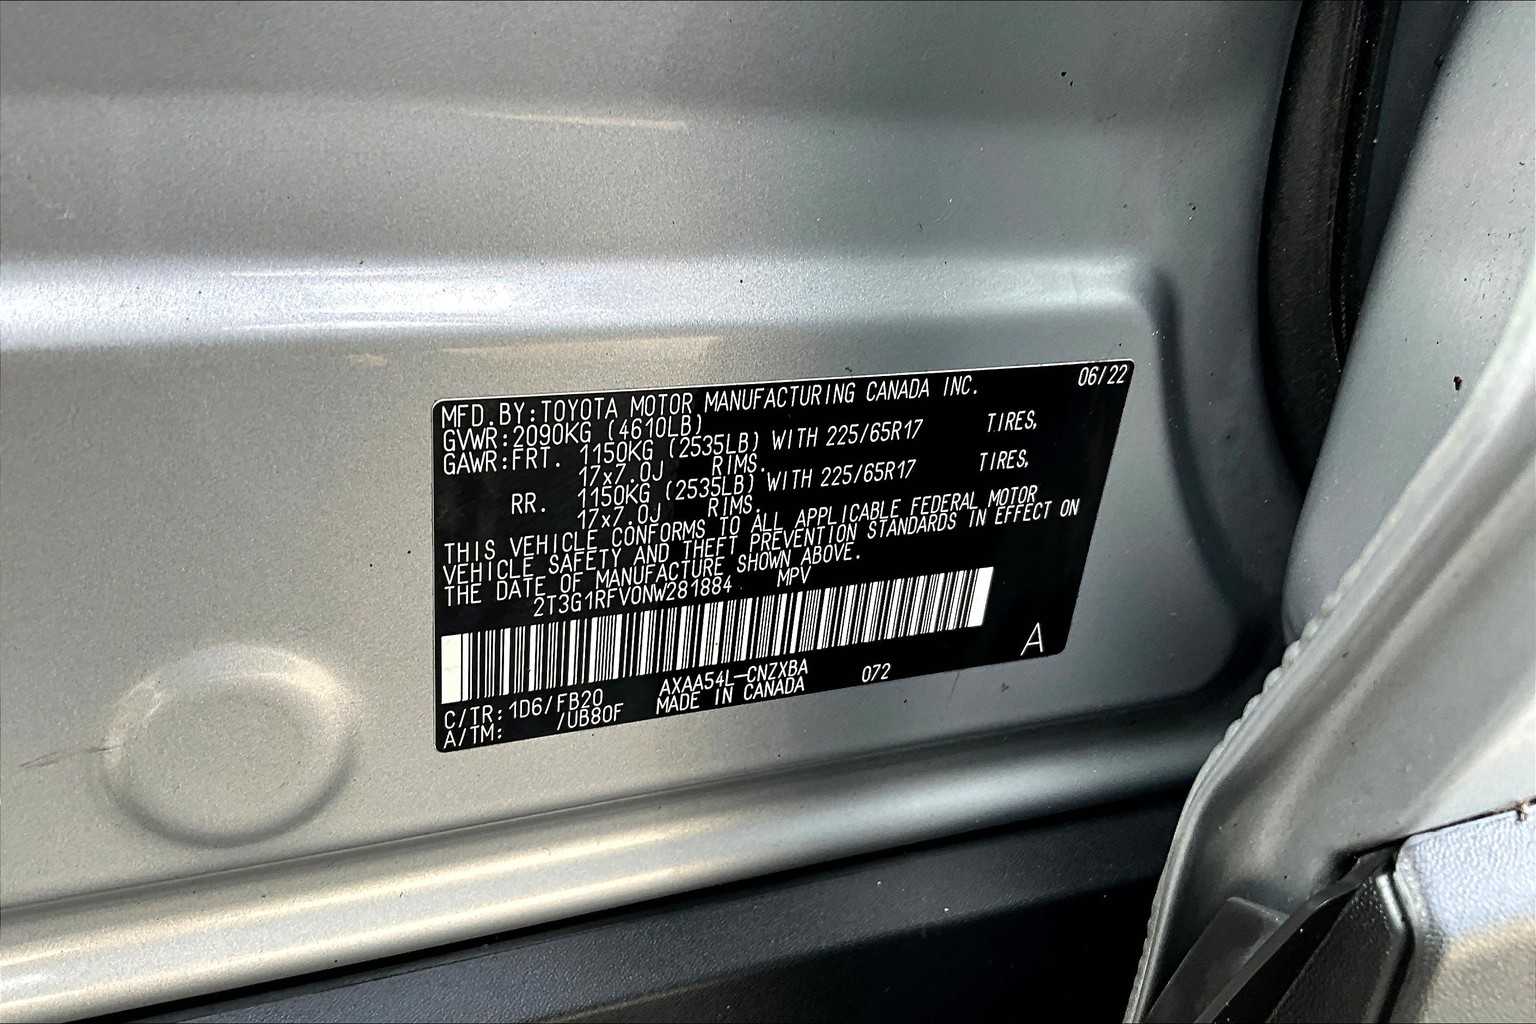 MFD.BY:TOYOTA MOTOR MANUFACTURING CANADA INC. 06/22
GVWR:2090KG (4610LB)
GAWR:FRT. 1150KG (2535LB) WITH 225/65R17 TIRES,
17x7.0J RIMS.
RR. 1150KG (2535LB) WITH 225/65R17 TIRES,
17x7.0J RIMS.
THIS VEHICLE CONFORMS TO ALL APPLICABLE FEDERAL MOTOR
VEHICLE SAFETY AND THEFT PREVENTION STANDARDS IN EFFECT ON
THE DATE OF MANUFACTURE SHOWN ABOVE.
2T3G1RFV0NW281884 MPV
A
C/TR:1D6/FB20 AXAA54L-CNZXBA 072
A/TM: /UB80F MADE IN CANADA